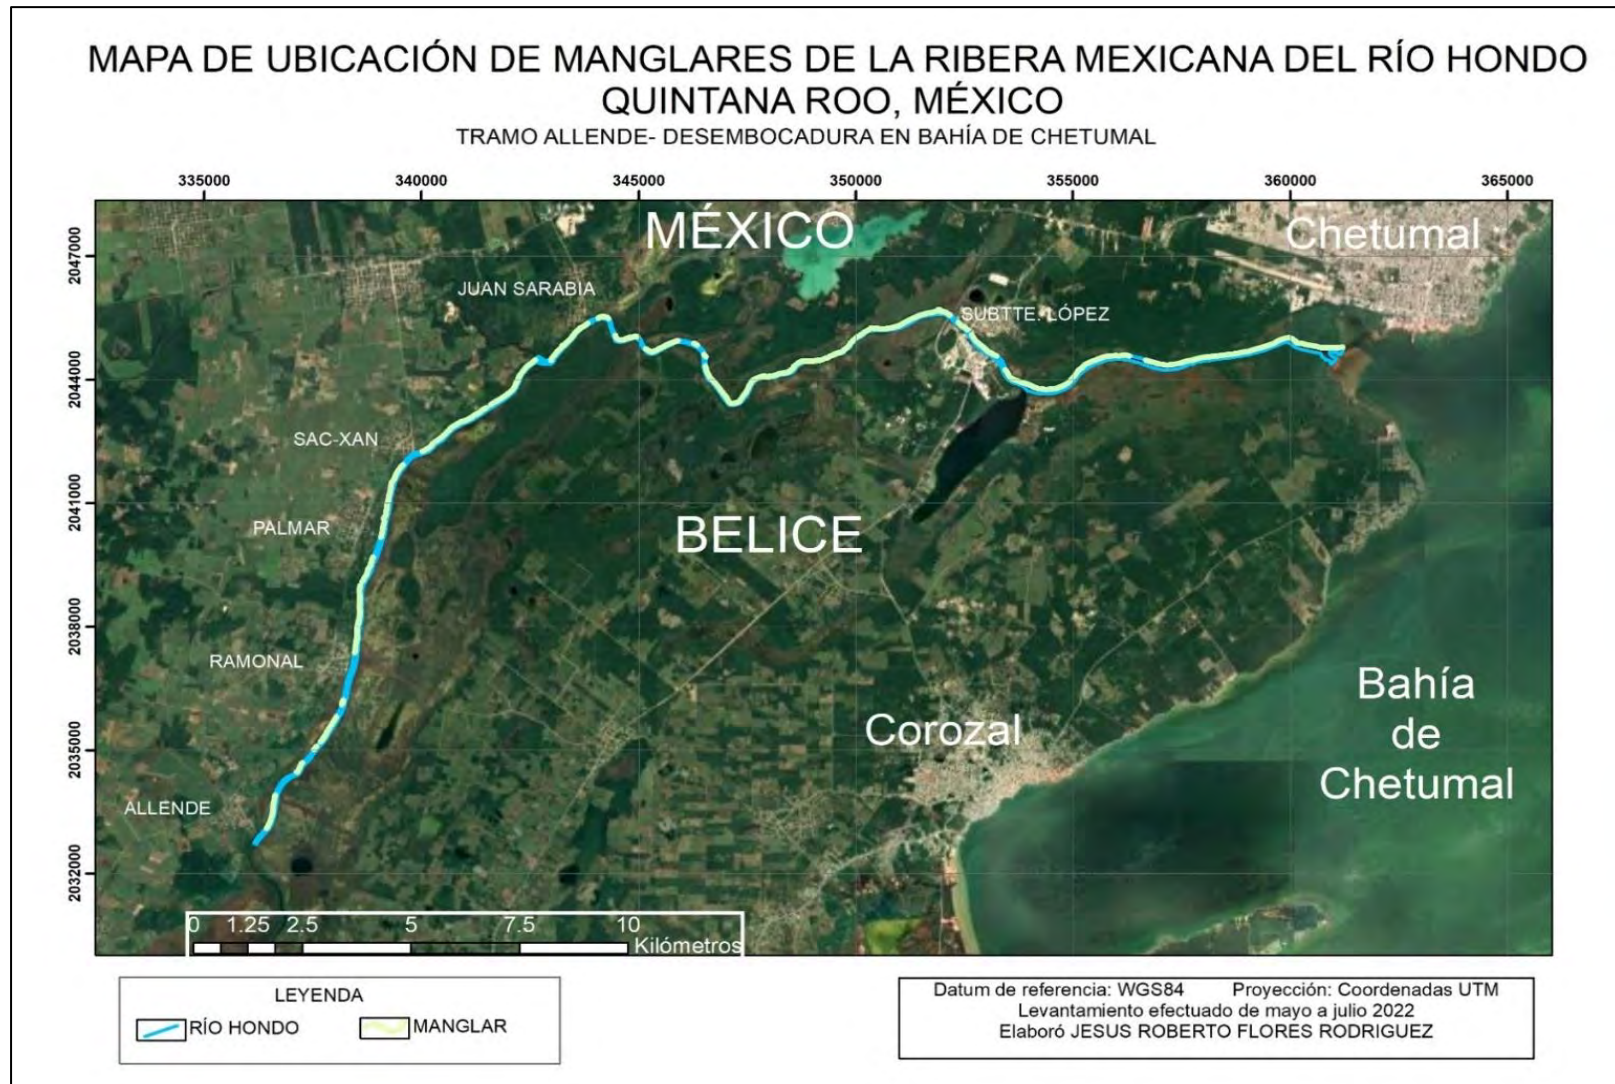 MAPA DE UBICACIÓN DE MANGLARES DE LA RIBERA MEXICANA DEL RÍO HONDO
QUINTANA ROO, MÉXICO
TRAMO ALLENDE- DESEMBOCADURA EN BAHÍA DE CHETUMAL
335000 340000 345000 350000 355000 360000 365000
2047000
2044000
2041000
2038000
2035000
2032000
MÉXICO
Chetumal
JUAN SARABIA
SUBTTE. LÓPEZ
SAC-XAN
PALMAR
BELICE
RAMONAL
Bahía
de
Chetumal
Corozal
ALLENDE
0 1.25 2.5 5 7.5 10
Kilómetros
LEYENDA
RÍO HONDO MANGLAR
Datum de referencia: WGS84 Proyección: Coordenadas UTM
Levantamiento efectuado de mayo a julio 2022
Elaboró JESUS ROBERTO FLORES RODRIGUEZ